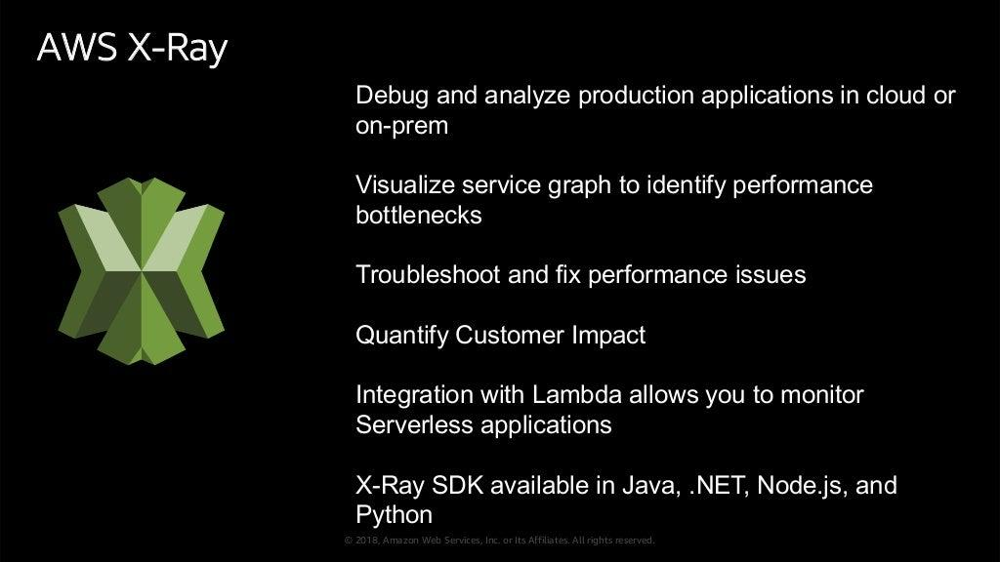 AWS X-Ray
Debug and analyze production applications in cloud or
on-prem
Visualize service graph to identify performance
bottlenecks
Troubleshoot and fix performance issues
Quantify Customer Impact
Integration with Lambda allows you to monitor
Serverless applications
X-Ray SDK available in Java, .NET, Node.js, and
Python
© 2018, Amazon Web Services, Inc. or Its Affiliates. All rights reserved.